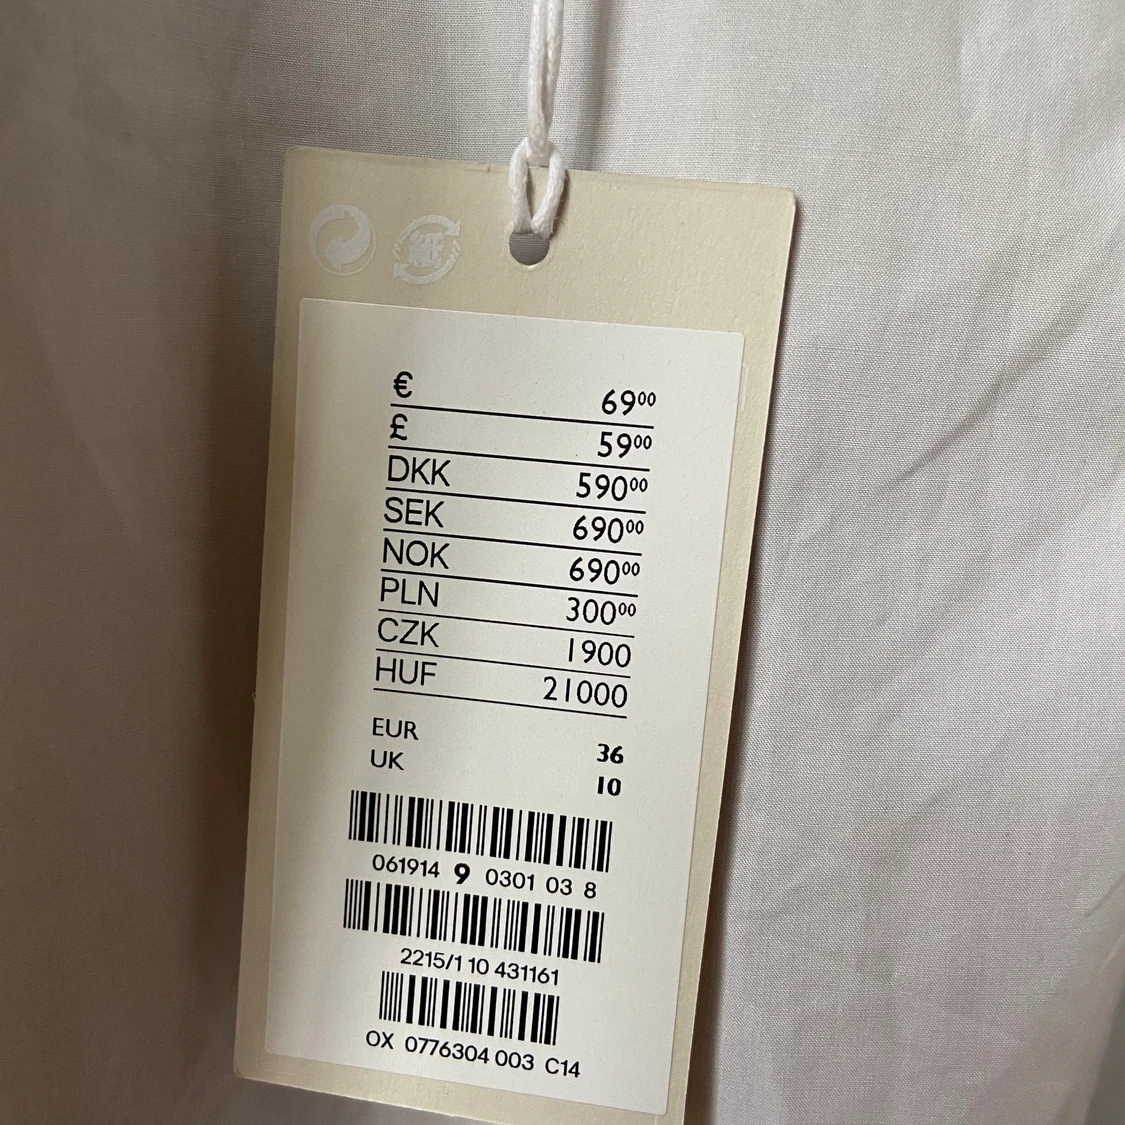 紙
€ 69⁰⁰
£ 59⁰⁰
DKK 590⁰⁰
SEK 690⁰⁰
NOK 690⁰⁰
PLN 300⁰⁰
CZK 1900
HUF 21000
EUR 36
UK 10
061914 9 0301 03 8
2215/1 10 431161
OX 0776304 003 C14